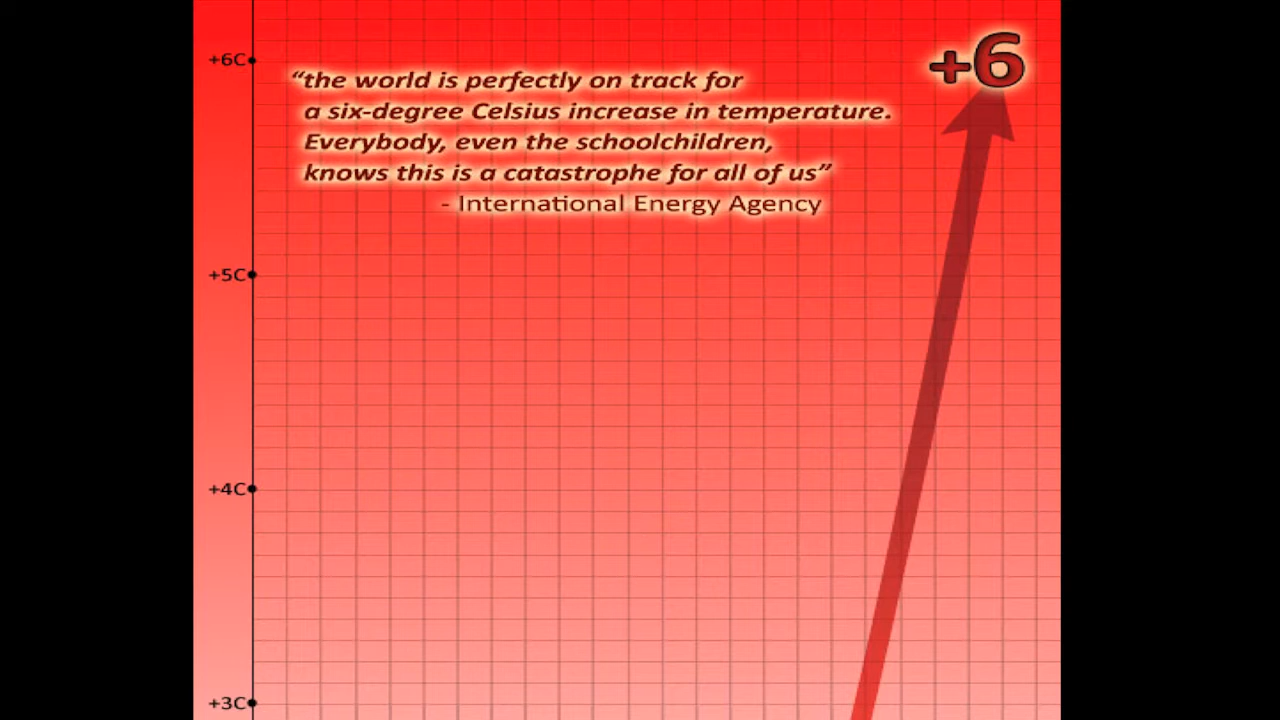 +6C
+6
“the world is perfectly on track for
a six-degree Celsius increase in temperature.
Everybody, even the schoolchildren,
knows this is a catastrophe for all of us”
- International Energy Agency
+5C
+4C
+3C